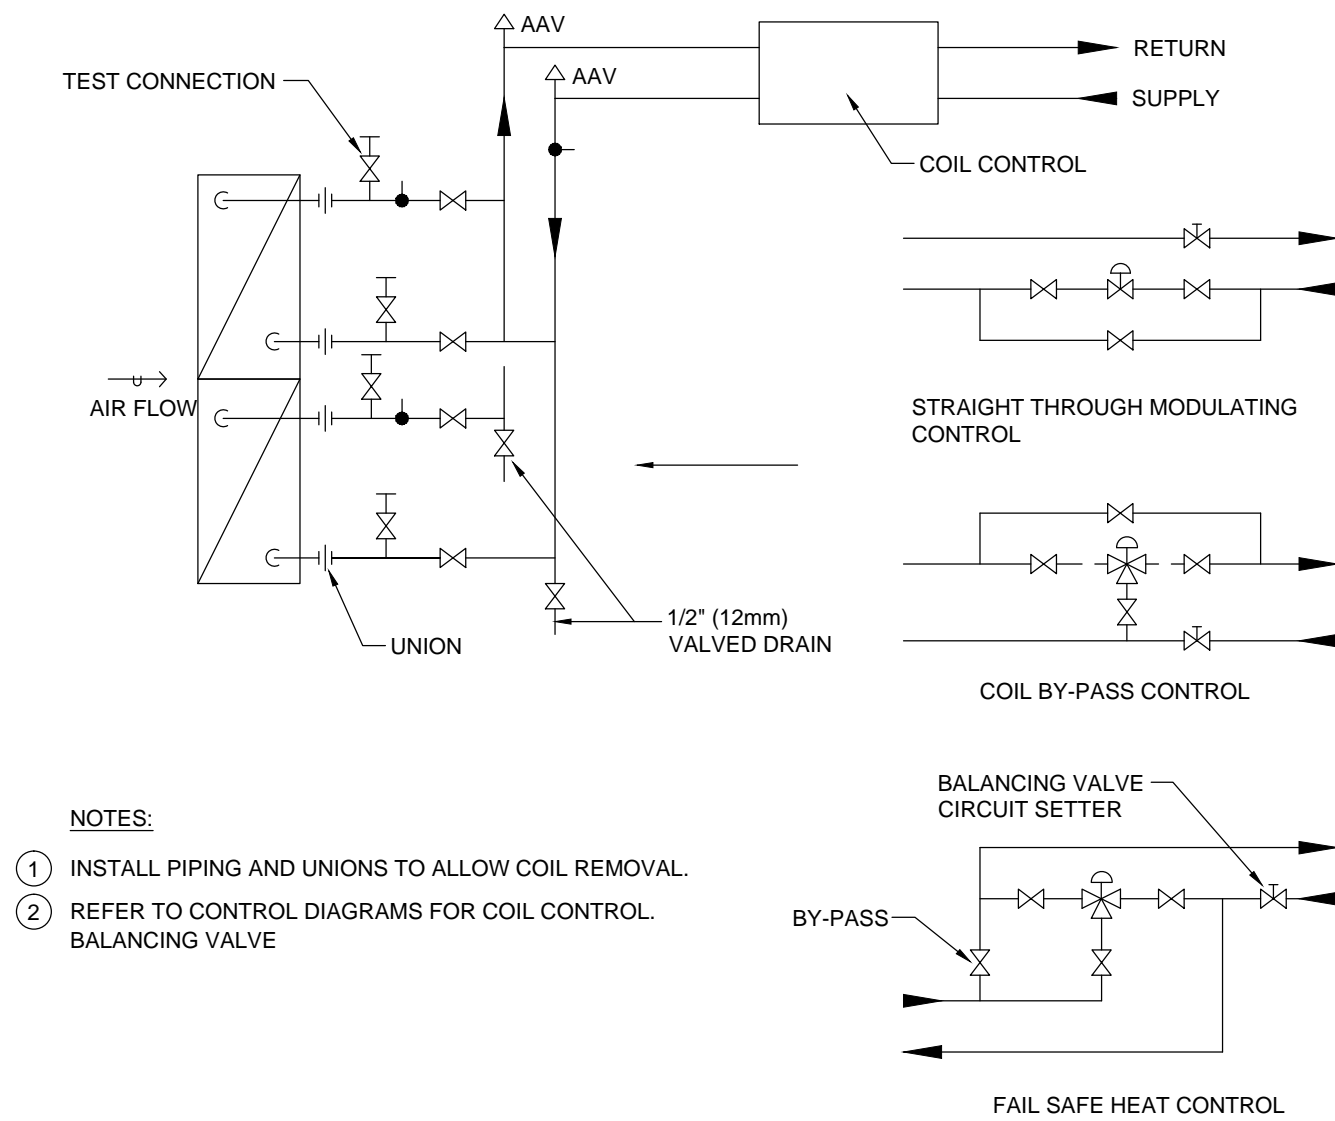 AAV
AAV
RETURN
SUPPLY
TEST CONNECTION
COIL CONTROL
AIR FLOW
STRAIGHT THROUGH MODULATING
CONTROL
1/2" (12mm)
VALVED DRAIN
UNION
COIL BY-PASS CONTROL
BALANCING VALVE
CIRCUIT SETTER
BY-PASS
FAIL SAFE HEAT CONTROL
NOTES:
1 INSTALL PIPING AND UNIONS TO ALLOW COIL REMOVAL.
2 REFER TO CONTROL DIAGRAMS FOR COIL CONTROL.
BALANCING VALVE